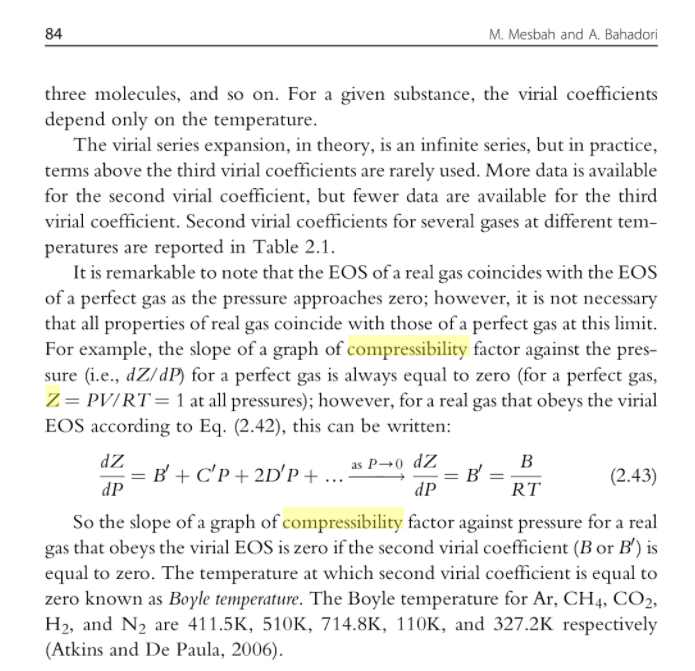 84
M. Mesbah and A. Bahadori
three molecules, and so on. For a given substance, the virial coefficients
depend only on the temperature.
The virial series expansion, in theory, is an infinite series, but in practice,
terms above the third virial coefficients are rarely used. More data is available
for the second virial coefficient, but fewer data are available for the third
virial coefficient. Second virial coefficients for several gases at different tem-
peratures are reported in Table 2.1.
It is remarkable to note that the EOS of a real gas coincides with the EOS
of a perfect gas as the pressure approaches zero; however, it is not necessary
that all properties of real gas coincide with those of a perfect gas at this limit.
For example, the slope of a graph of compressibility factor against the pres-
sure (i.e., dZ/dP) for a perfect gas is always equal to zero (for a perfect gas,
Z = PV/RT = 1 at all pressures); however, for a real gas that obeys the virial
EOS according to Eq. (2.42), this can be written:
dZ/dP = B′ + C′P + 2D′P + ... as P→0 → dZ/dP = B′ = B/RT (2.43)
So the slope of a graph of compressibility factor against pressure for a real
gas that obeys the virial EOS is zero if the second virial coefficient (B or B′) is
equal to zero. The temperature at which second virial coefficient is equal to
zero known as Boyle temperature. The Boyle temperature for Ar, CH₄, CO₂,
H₂, and N₂ are 411.5K, 510K, 714.8K, 110K, and 327.2K respectively
(Atkins and De Paula, 2006).